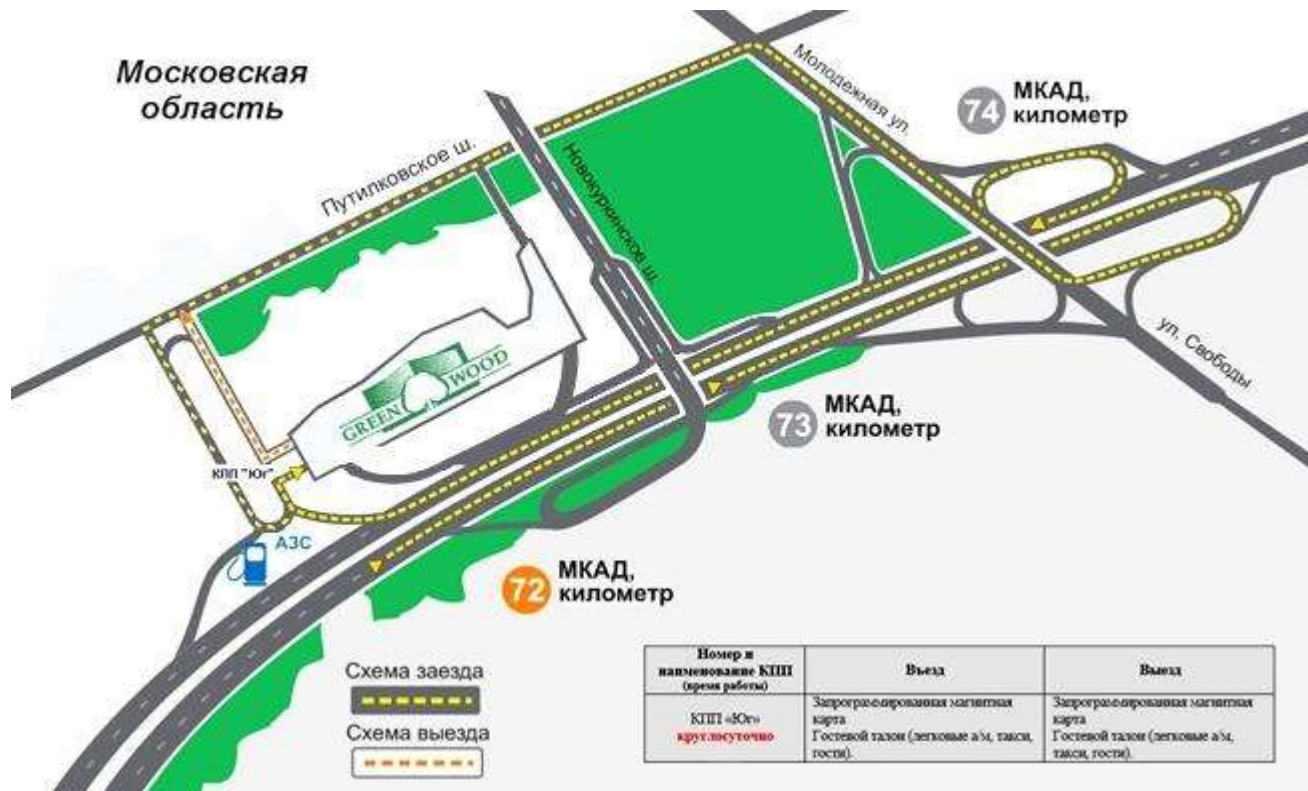 Московская
область
Путилковское ш.
Новокуркинское ш.
Молодежная ул.
74
МКАД,
километр
ул. Свободы
GREEN WOOD
73
МКАД,
километр
КПП "Юг"
АЗС
72
МКАД,
километр
Схема заезда
Схема выезда
Номер и
наименование КПП
(время работы)
Въезд
Выезд
КПП «Юг»
круглосуточно
Запрограммированная магнитная
карта
Гостевой талон (легковые а/м, такси,
гости).
Запрограммированная магнитная
карта
Гостевой талон (легковые а/м,
такси, гости).